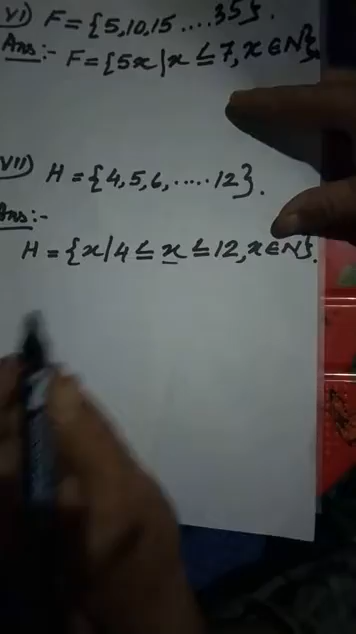 VI) F = {5,10,15 ....35}.
Ans:- F = {5x | x ≤ 7, x ∈ N}.
VII) H = {4,5,6, ..... 12}.
Ans:-
H = {x | 4 ≤ x ≤ 12, x ∈ N}.